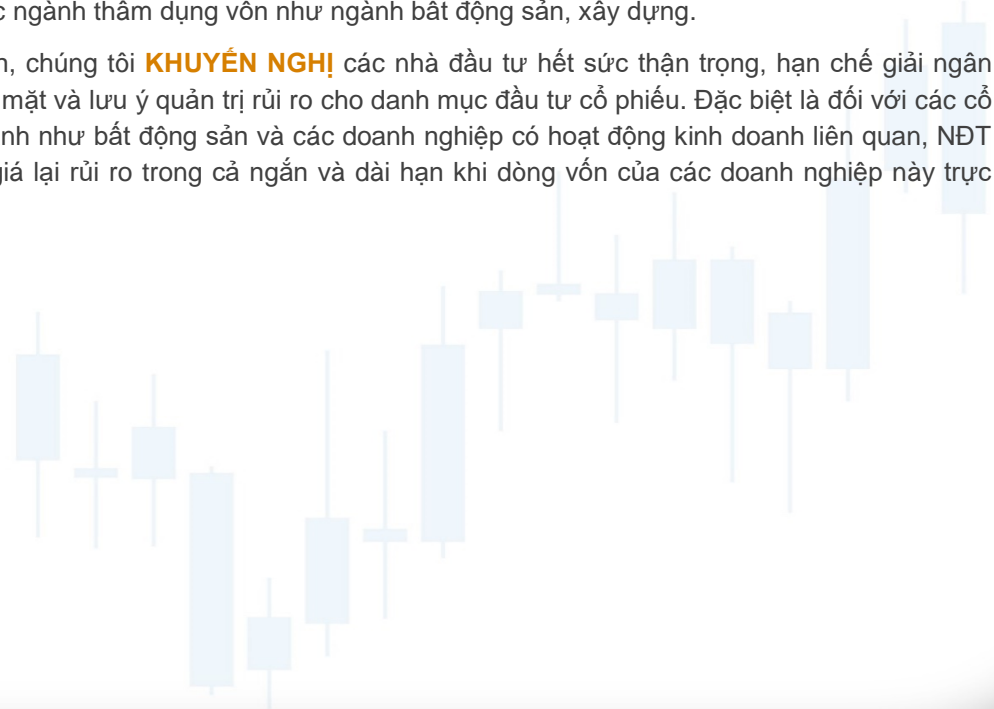 c ngành thâm dụng vốn như ngành bất động sản, xây dựng.
n, chúng tôi KHUYẾN NGHỊ các nhà đầu tư hết sức thận trọng, hạn chế giải ngân
mặt và lưu ý quản trị rủi ro cho danh mục đầu tư cổ phiếu. Đặc biệt là đối với các cổ
nh như bất động sản và các doanh nghiệp có hoạt động kinh doanh liên quan, NĐT
giá lại rủi ro trong cả ngắn và dài hạn khi dòng vốn của các doanh nghiệp này trực